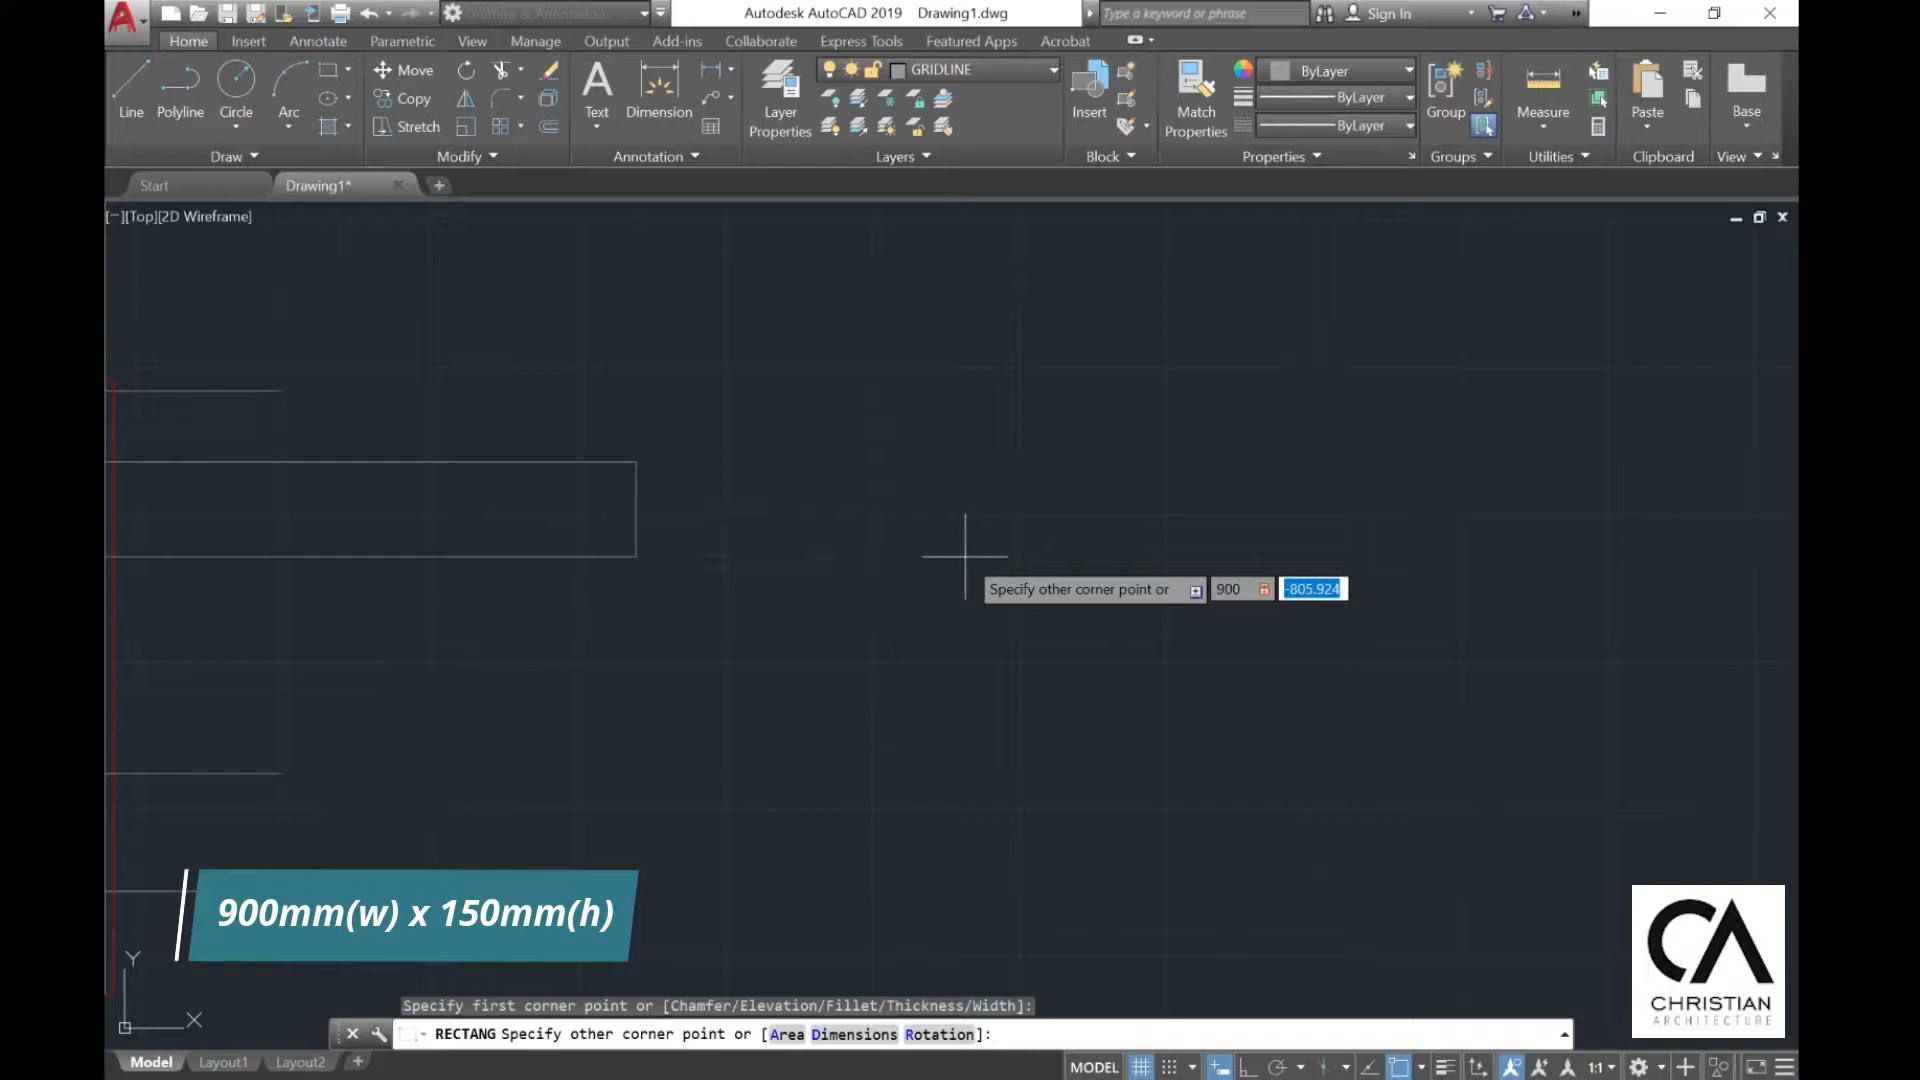 Drafting & Annotation
Autodesk AutoCAD 2019 Drawing1.dwg
Type a keyword or phrase
Sign In
Home Insert Annotate Parametric View Manage Output Add-ins Collaborate Express Tools Featured Apps Acrobat
Line Polyline Circle Arc
Move
Copy
Stretch
Text Dimension
Layer Properties
GRIDLINE
Insert
Match Properties
ByLayer
ByLayer
ByLayer
Group
Measure
Paste
Base
Draw Modify Annotation Layers Block Properties Groups Utilities Clipboard View
Start Drawing1*
[−][Top][2D Wireframe]
Specify other corner point or 900 -805.924
900mm(w) x 150mm(h)
Y
X
CA
CHRISTIAN
ARCHITECTURE
Specify first corner point or [Chamfer/Elevation/Fillet/Thickness/Width]:
RECTANG Specify other corner point or [Area Dimensions Rotation]:
Model Layout1 Layout2
MODEL 1:1